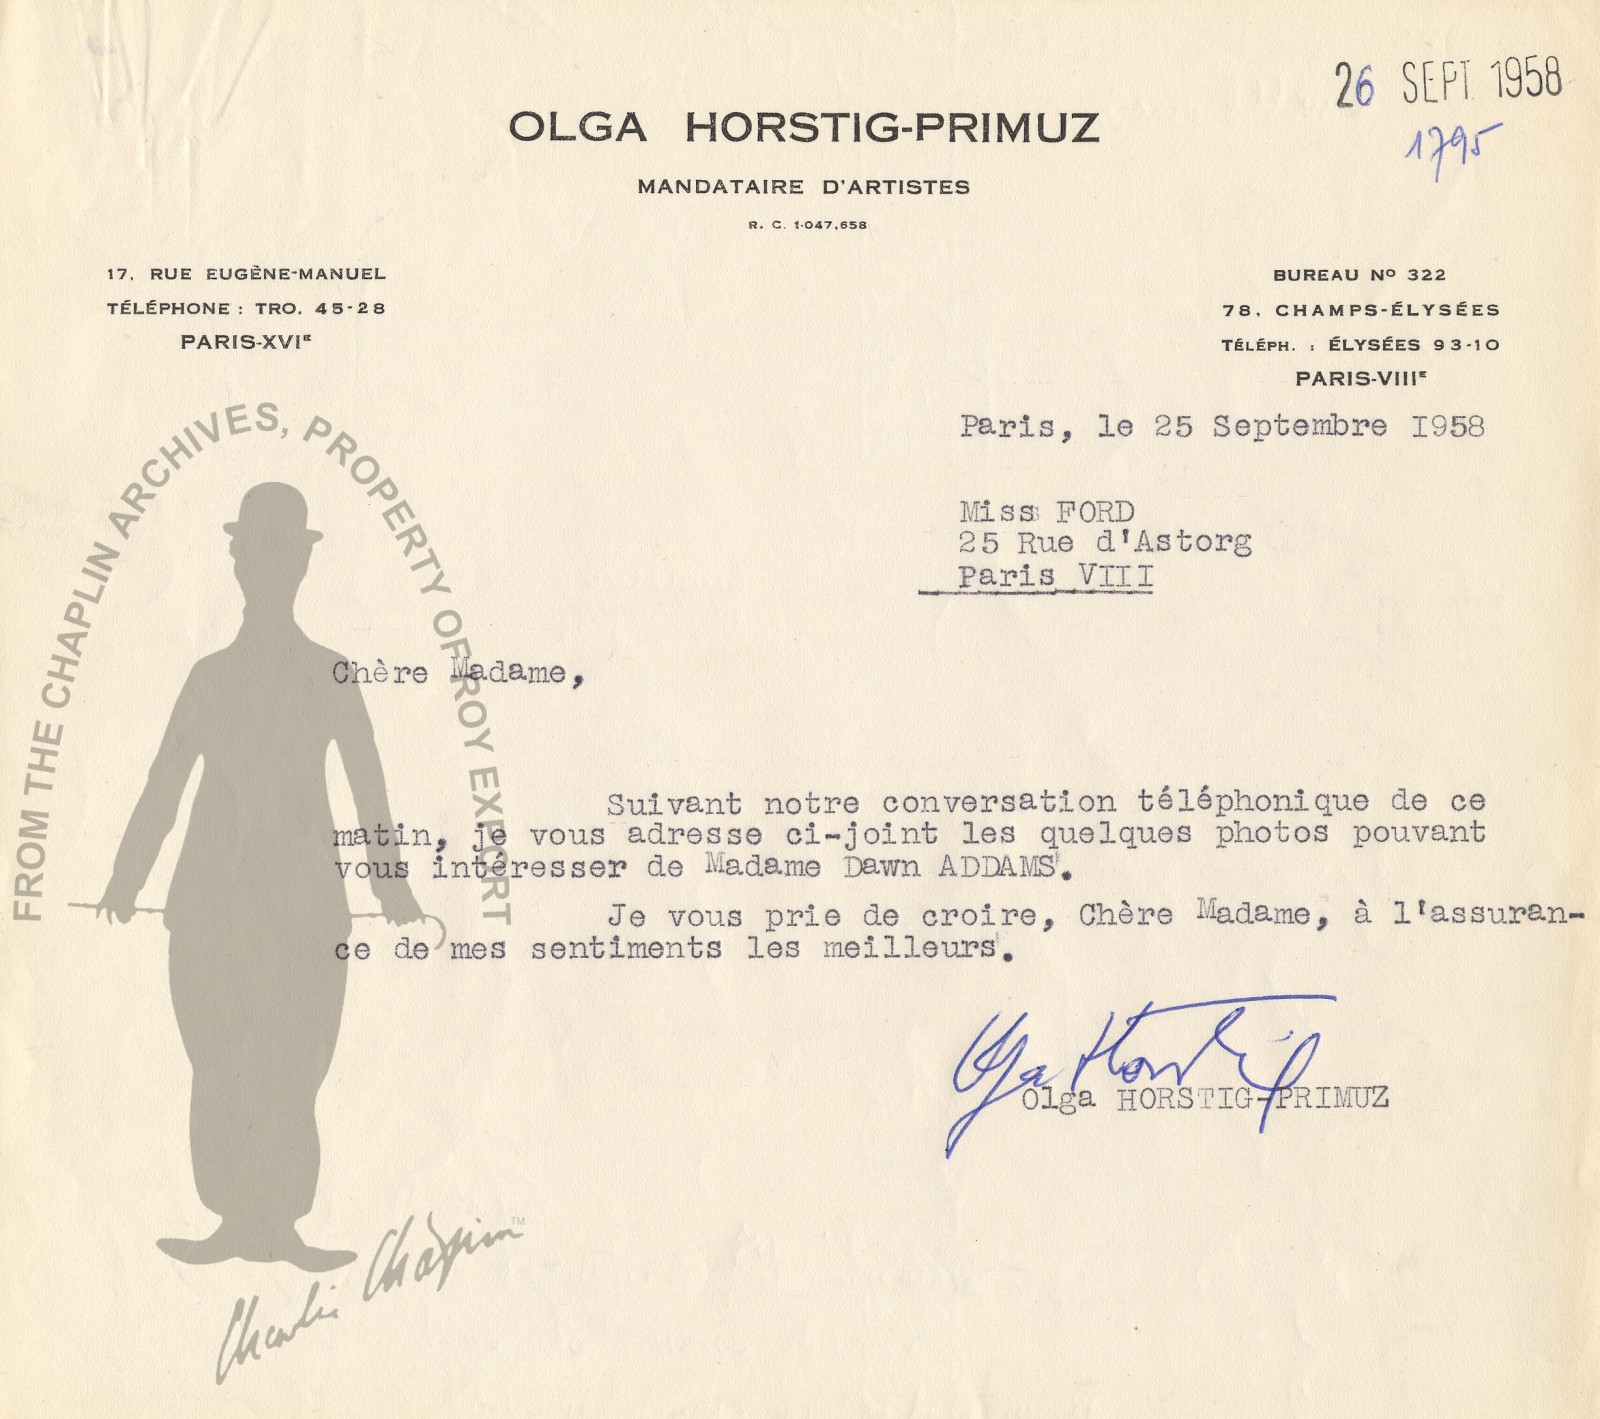 26 SEPT. 1958
1795
OLGA HORSTIG-PRIMUZ
MANDATAIRE D'ARTISTES
R. C. 1.047,658
17, RUE EUGÈNE-MANUEL
TÉLÉPHONE : TRO. 45-28
PARIS-XVIᴱ
BUREAU Nº 322
78, CHAMPS-ÉLYSÉES
TÉLÉPH. : ÉLYSÉES 93-10
PARIS-VIIIᴱ
Paris, le 25 Septembre I958
Miss FORD
25 Rue d'Astorg
Paris VIII
Chère Madame,
Suivant notre conversation téléphonique de ce
matin, je vous adresse ci-joint les quelques photos pouvant
vous intéresser de Madame Dawn ADDAMS.
Je vous prie de croire, Chère Madame, à l'assuran-
ce de mes sentiments les meilleurs.
Olga Horstig
Olga HORSTIG-PRIMUZ
FROM THE CHAPLIN ARCHIVES, PROPERTY OF ROY EXPORT
Charlie Chaplin™